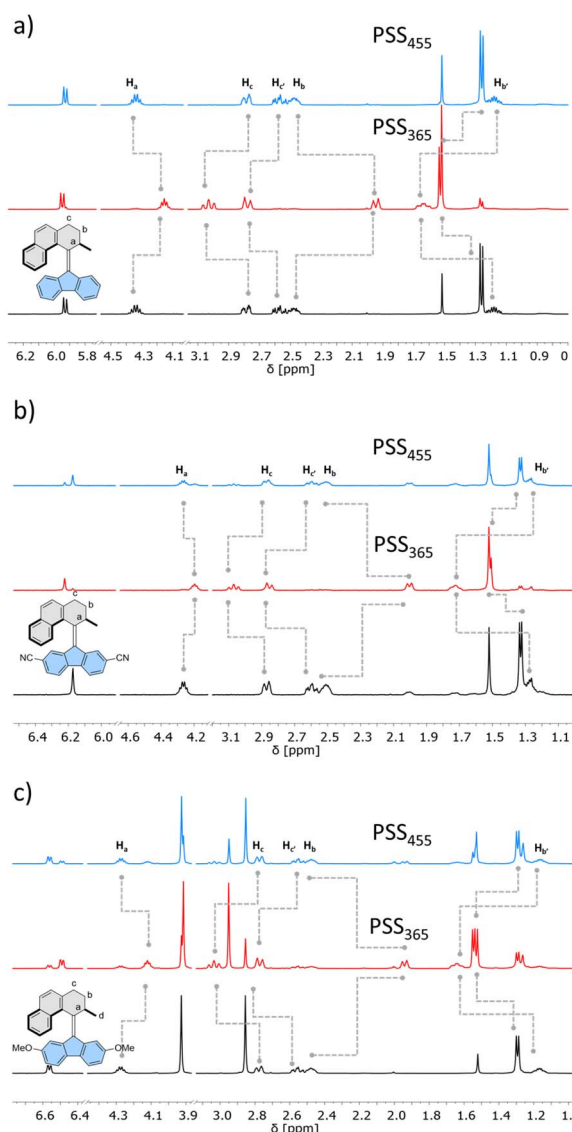 a)
PSS455
Ha Hc Hc' Hb Hb'
PSS365
c
b
a
6.2 6.0 5.8 4.5 4.3 4.1 3.1 2.9 2.7 2.5 2.3 2.1 1.9 1.7 1.5 1.3 1.1 0.9 0
δ [ppm]
b)
PSS455
Ha Hc Hc' Hb Hb'
PSS365
c
b
a
NC CN
6.4 6.2 6.0 4.6 4.4 4.2 3.1 2.9 2.7 2.5 2.3 2.1 1.9 1.7 1.5 1.3 1.1
δ [ppm]
c)
PSS455
Ha Hc Hc' Hb Hb'
PSS365
c
b
a
d
MeO OMe
6.6 6.4 4.3 4.1 3.9 3.0 2.8 2.6 2.4 2.2 2.0 1.8 1.6 1.4 1.2 1.0
δ [ppm]